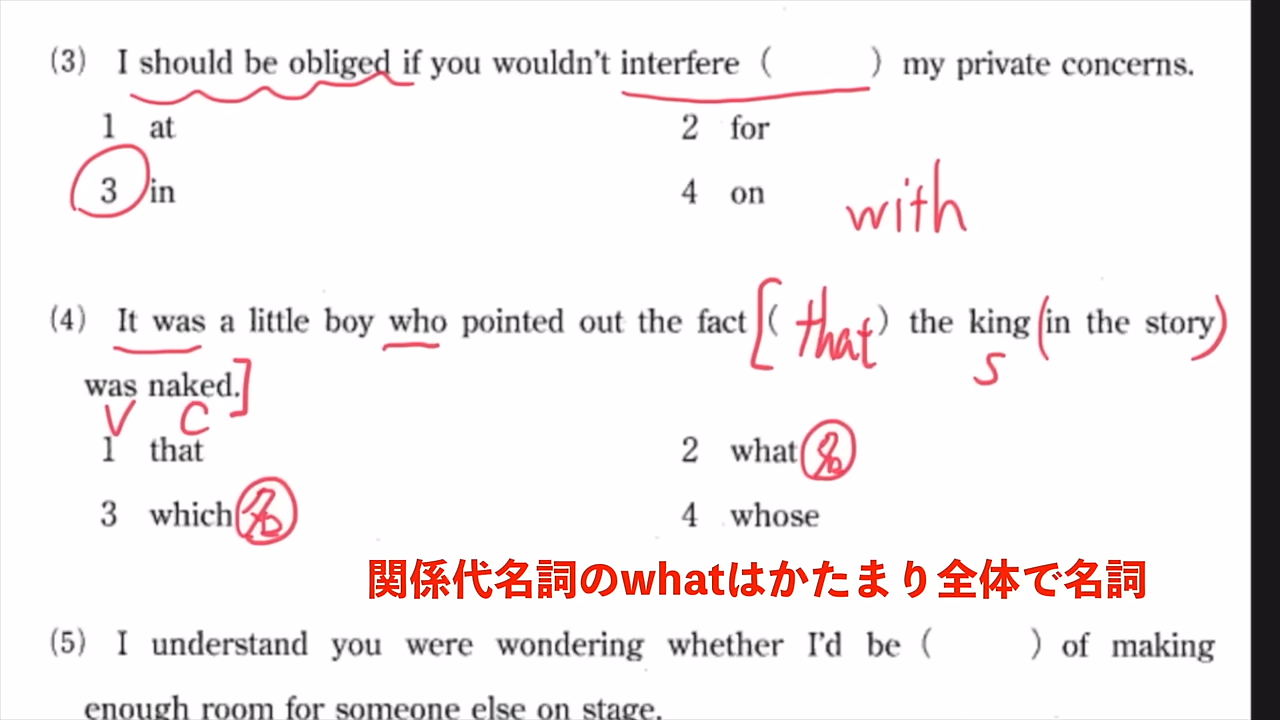 (3) I should be obliged if you wouldn't interfere ( ) my private concerns.
1 at 2 for
3 in 4 on
with
(4) It was a little boy who pointed out the fact [( that ) the king (in the story)
S
was naked.]
V C
1 that 2 what 名
3 which 名 4 whose
関係代名詞のwhatはかたまり全体で名詞
(5) I understand you were wondering whether I'd be ( ) of making
enough room for someone else on stage.